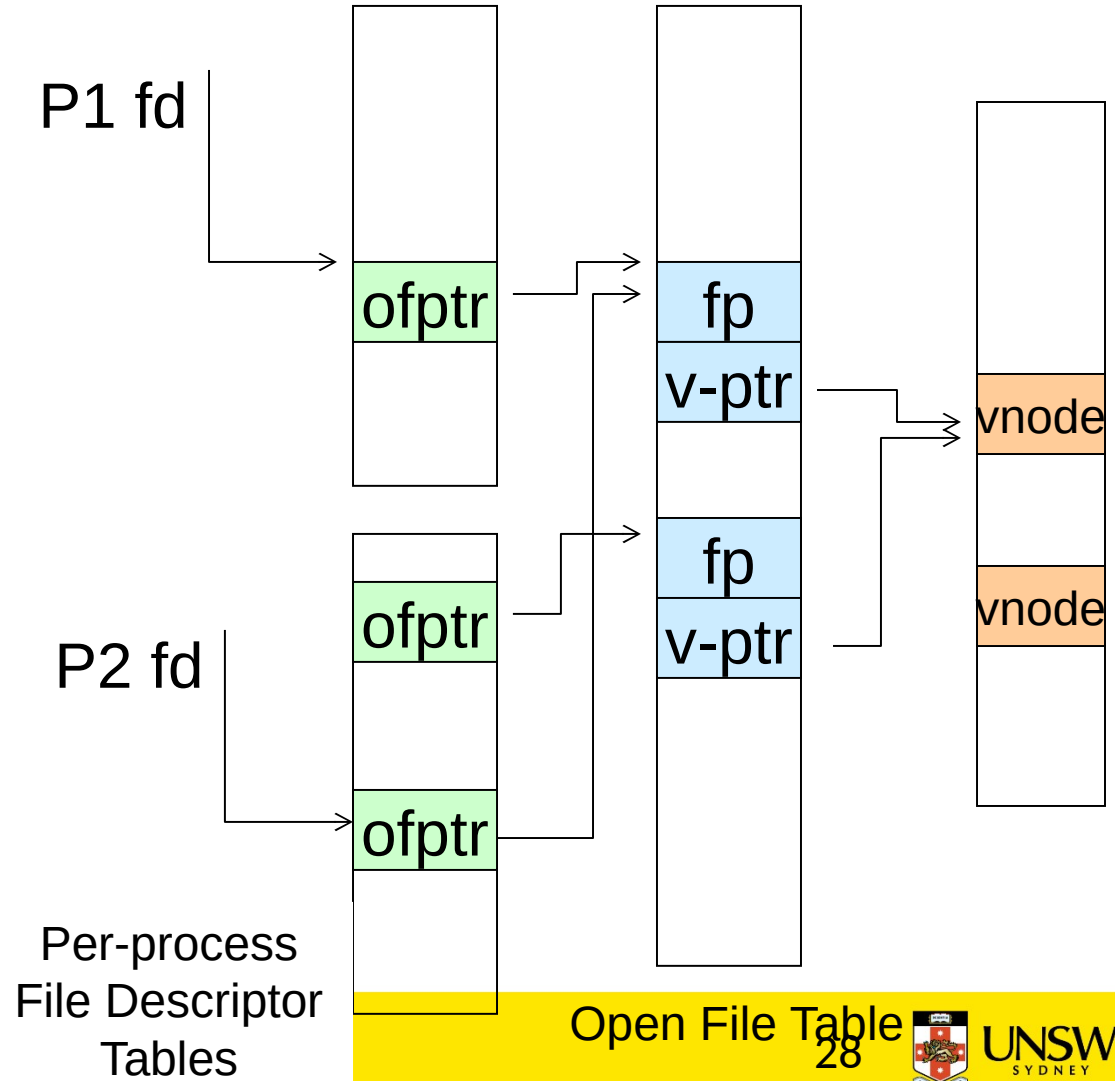 P1 fd
ofptr
fp
v-ptr
vnode
fp
ofptr
vnode
v-ptr
P2 fd
ofptr
Per-process
File Descriptor
Tables
Open File Table
28
UNSW
SYDNEY